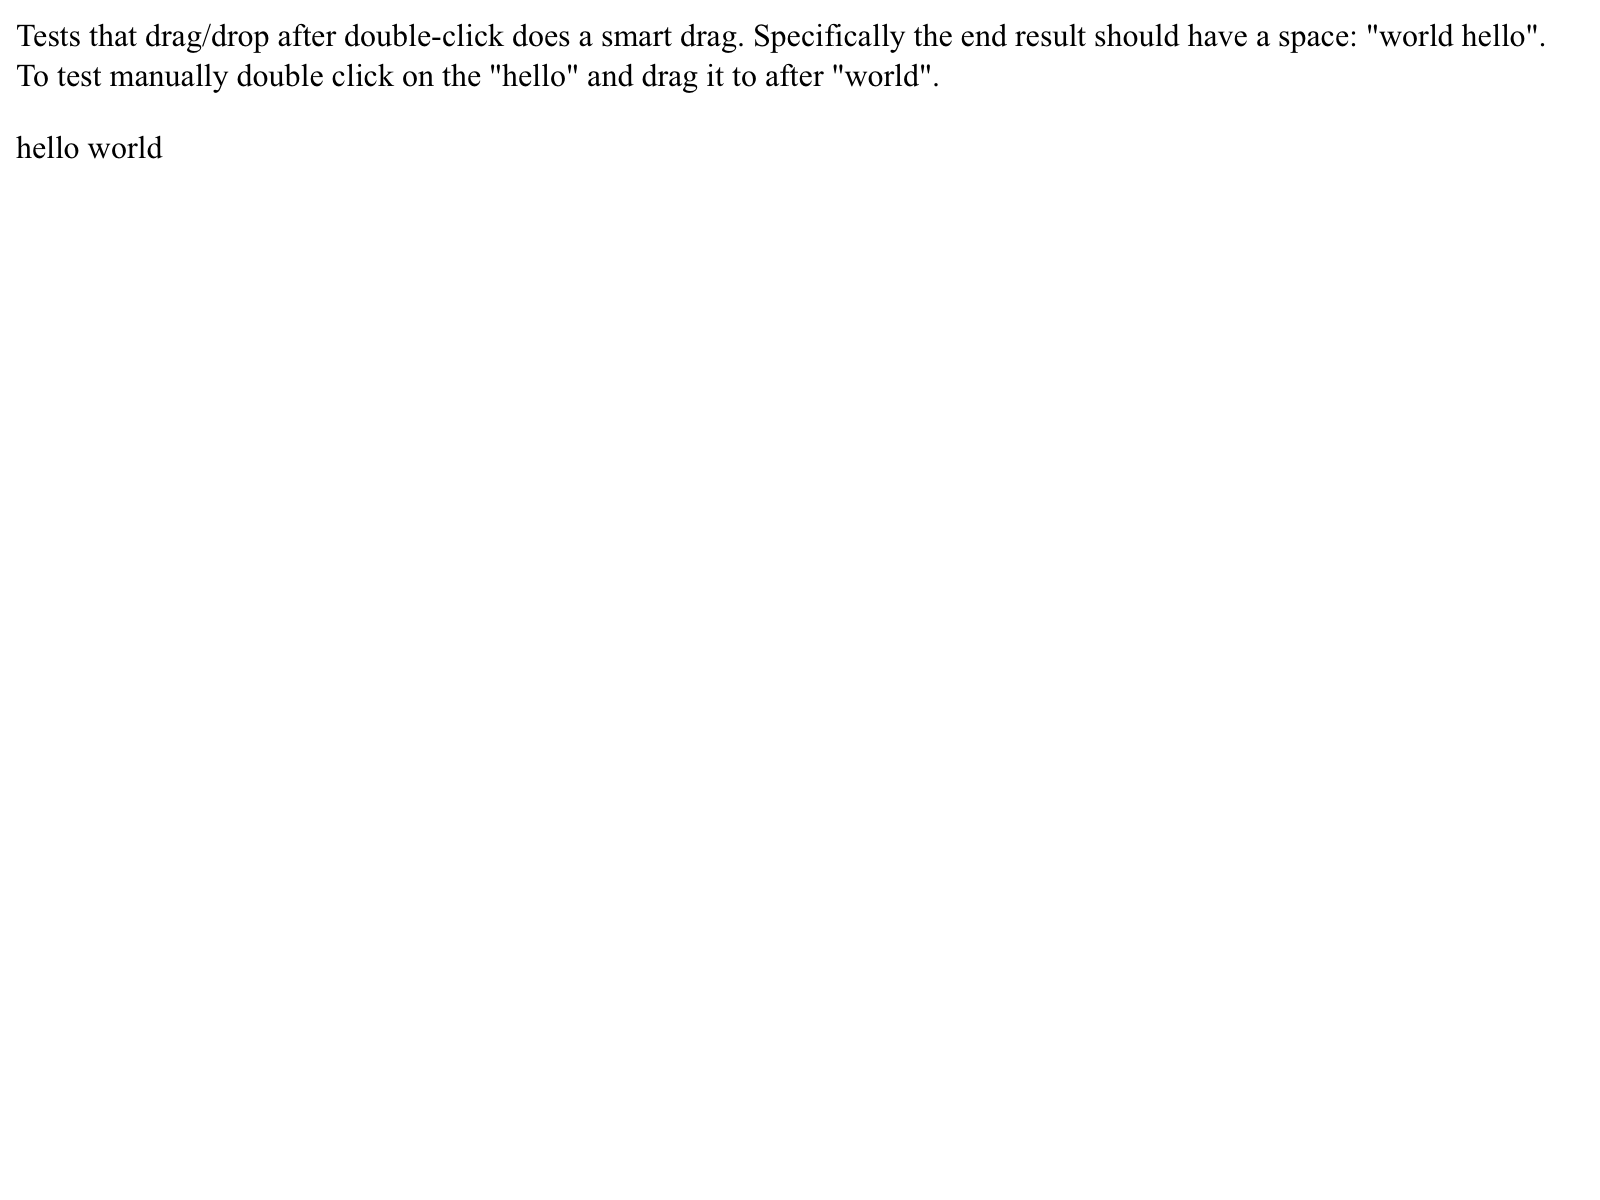 Tests that drag/drop after double-click does a smart drag. Specifically the end result should have a space: "world hello".
To test manually double click on the "hello" and drag it to after "world".
hello world